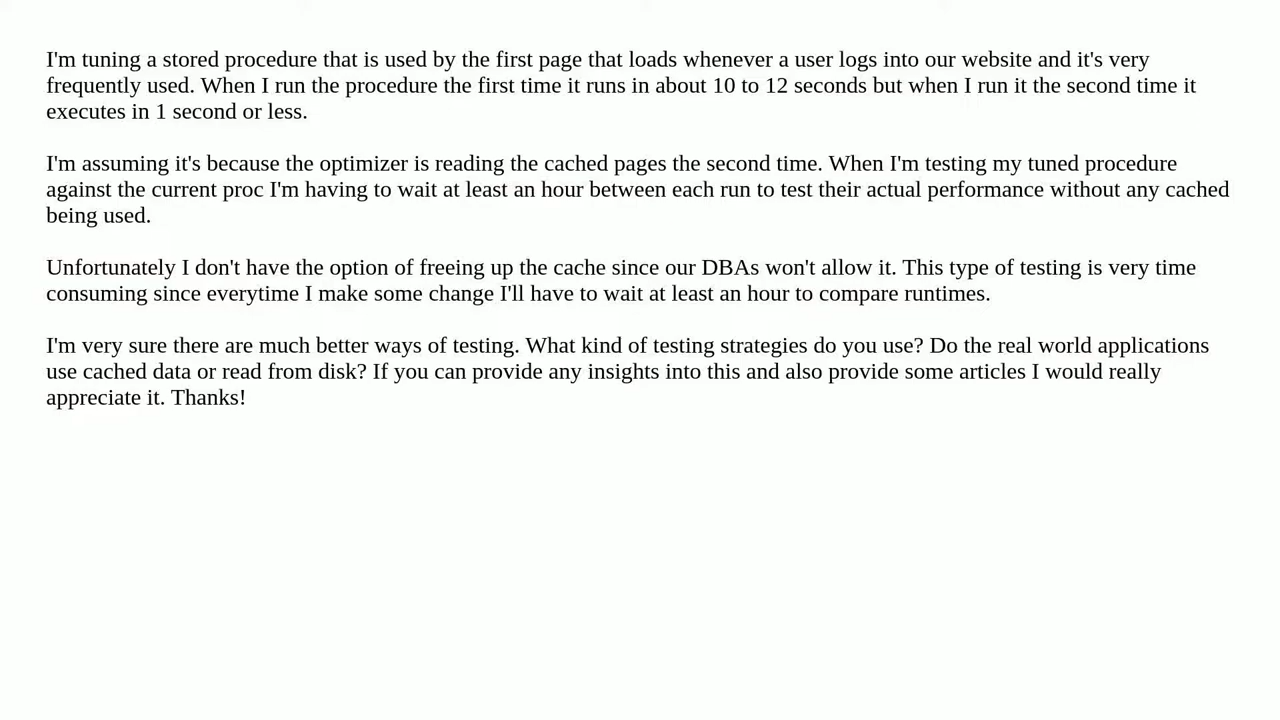 I'm tuning a stored procedure that is used by the first page that loads whenever a user logs into our website and it's very
frequently used. When I run the procedure the first time it runs in about 10 to 12 seconds but when I run it the second time it
executes in 1 second or less.
I'm assuming it's because the optimizer is reading the cached pages the second time. When I'm testing my tuned procedure
against the current proc I'm having to wait at least an hour between each run to test their actual performance without any cached
being used.
Unfortunately I don't have the option of freeing up the cache since our DBAs won't allow it. This type of testing is very time
consuming since everytime I make some change I'll have to wait at least an hour to compare runtimes.
I'm very sure there are much better ways of testing. What kind of testing strategies do you use? Do the real world applications
use cached data or read from disk? If you can provide any insights into this and also provide some articles I would really
appreciate it. Thanks!